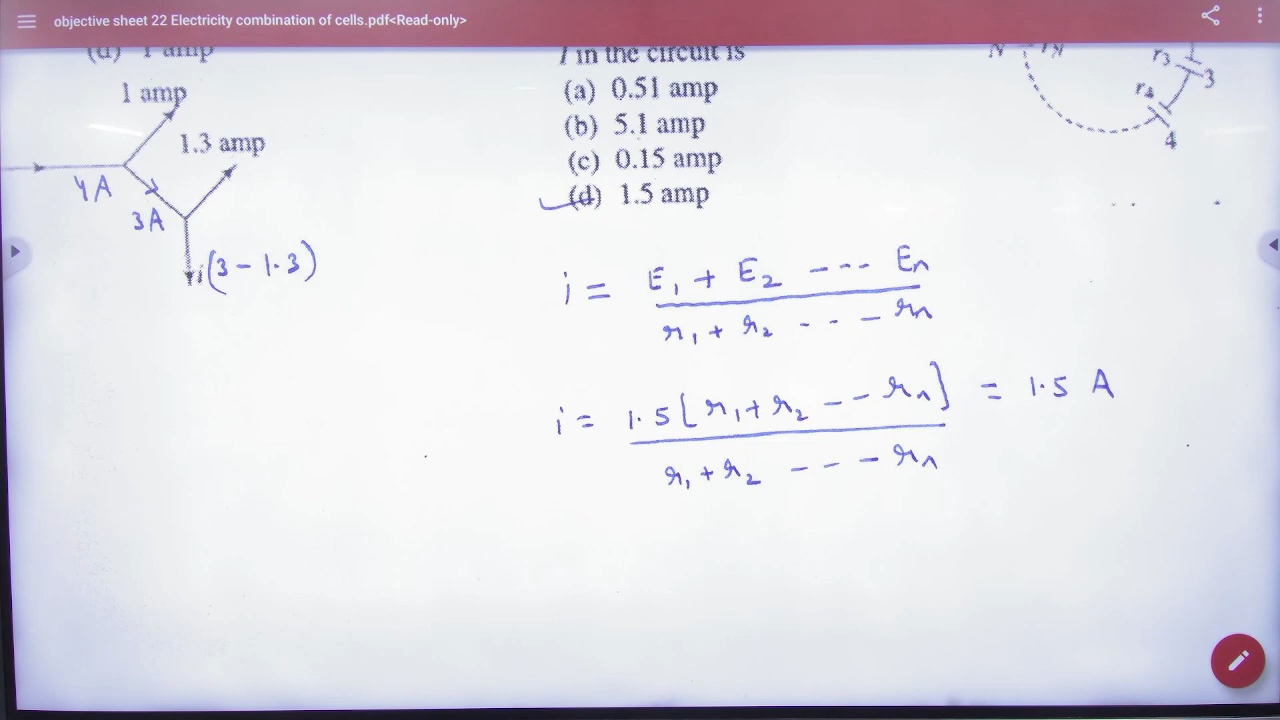 objective sheet 22 Electricity combination of cells.pdf<Read-only>
(d) 1 amp
1 amp
1.3 amp
4A
3A
i(3 - 1.3)
I in the circuit is
(a) 0.51 amp
(b) 5.1 amp
(c) 0.15 amp
(d) 1.5 amp
N
r3
3
r4
4
i = E1 + E2 ---- En
r1 + r2 - - - rn
i = 1.5[r1 + r2 -- rn] = 1.5 A
r1 + r2 - - - rn